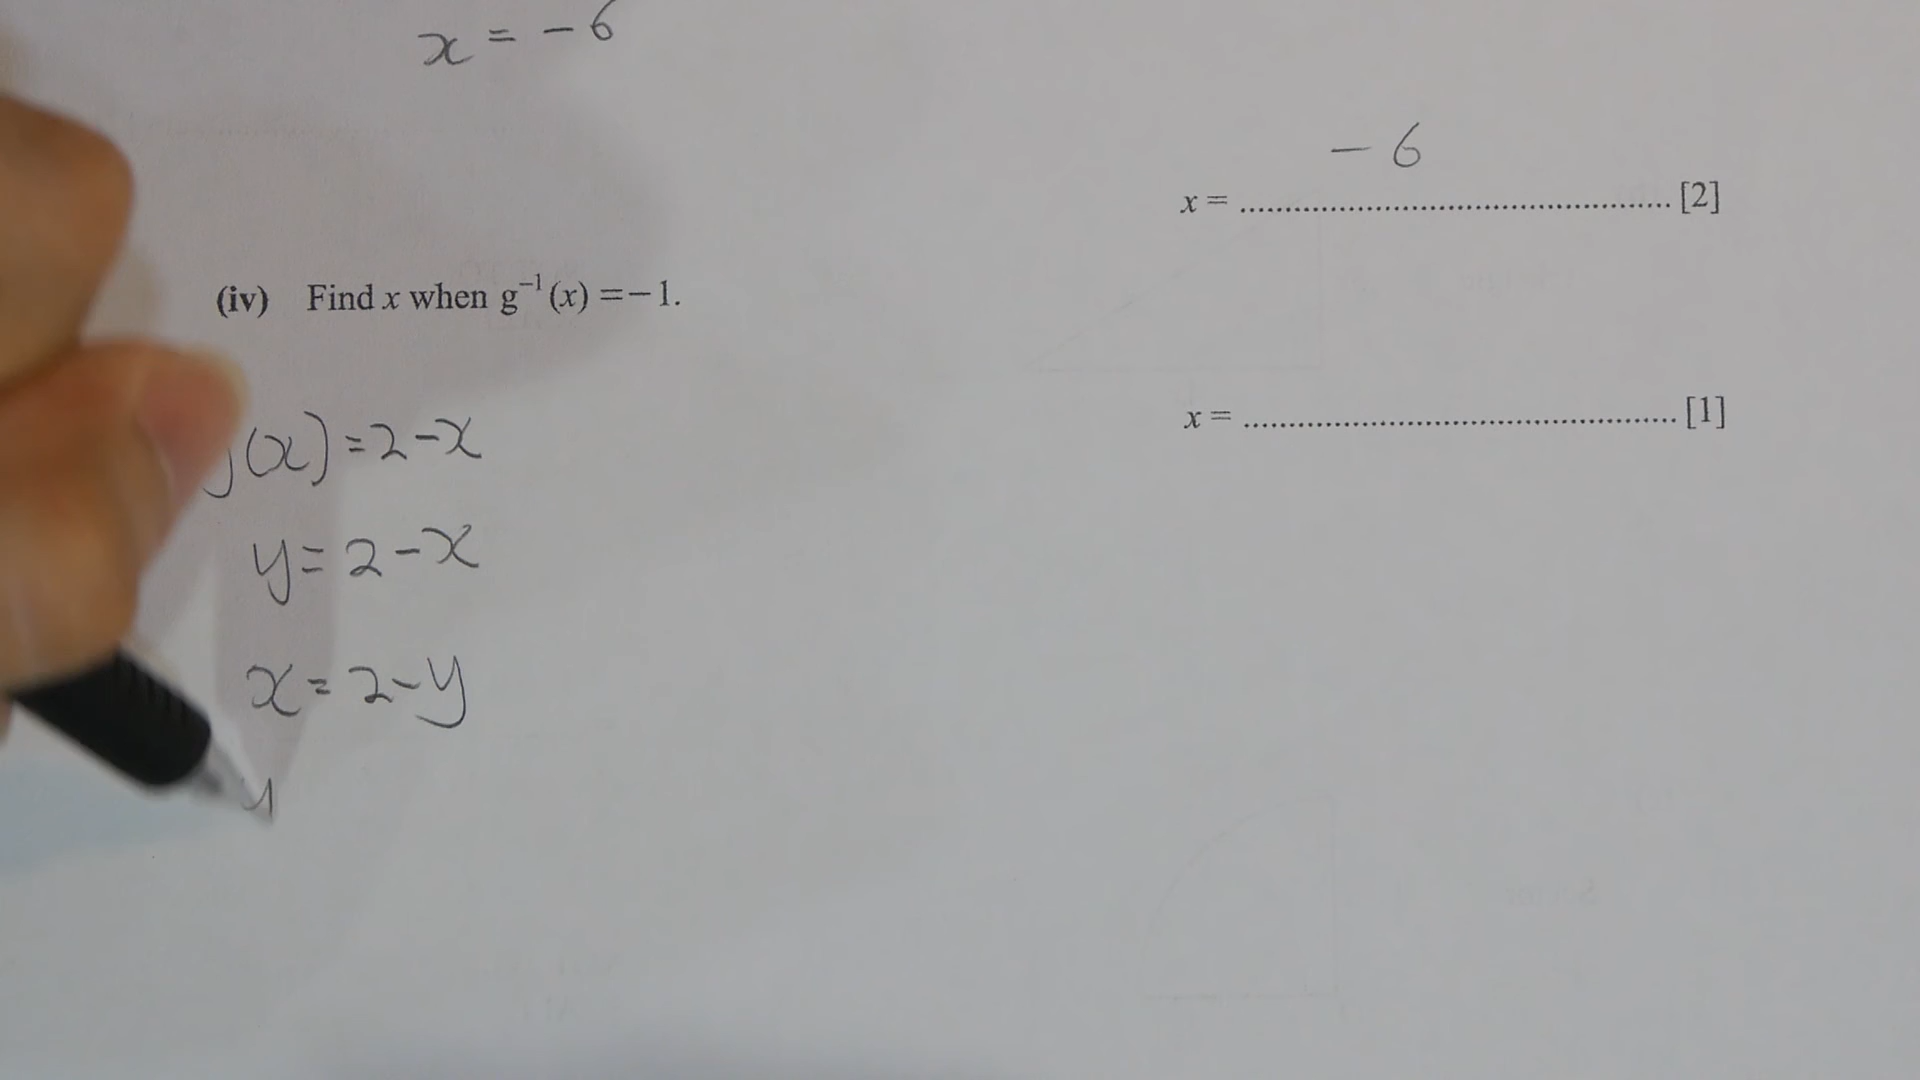 x = -6
-6
x = ........................................ [2]
(iv) Find x when g⁻¹(x) = -1.
x = ........................................ [1]
(x) = 2 - x
y = 2 - x
x = 2 - y
y